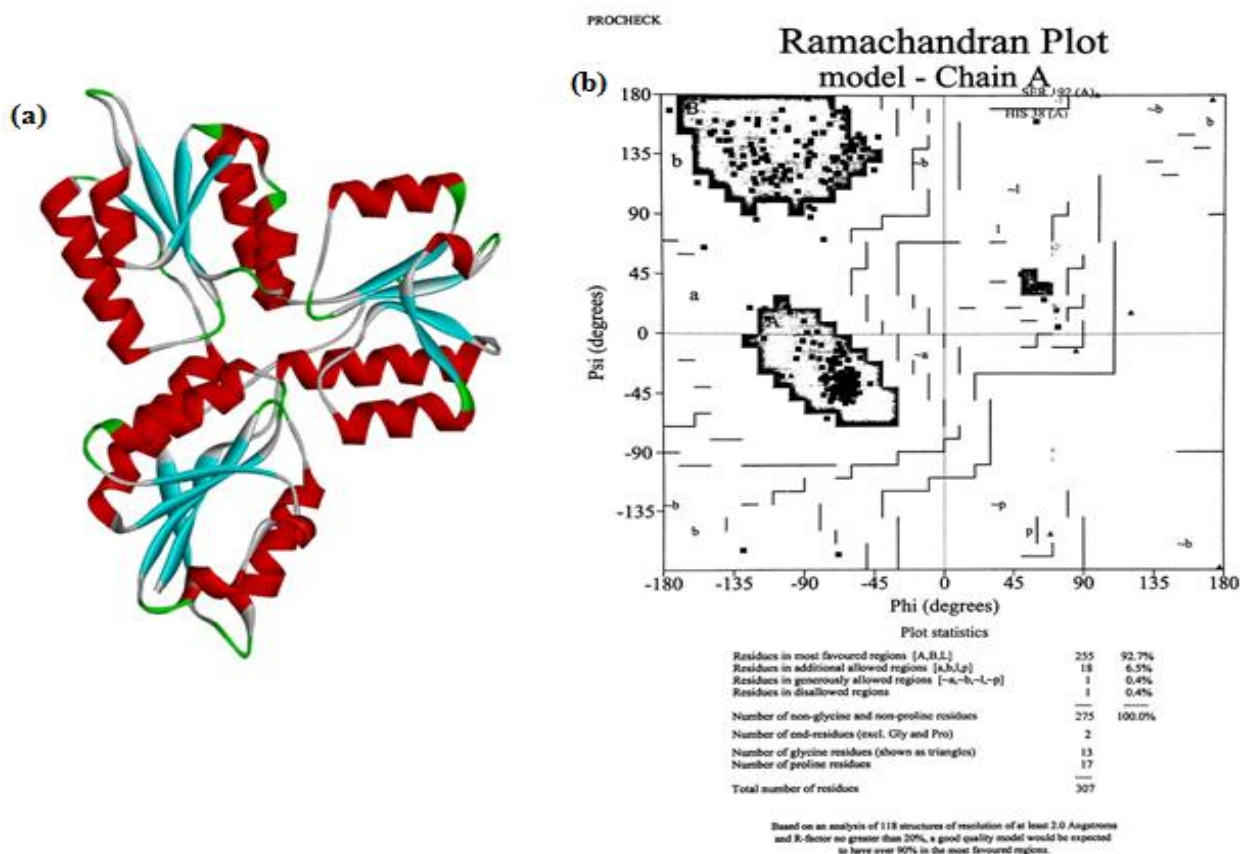 PROCHECK
Ramachandran Plot
model - Chain A
(a)
(b)
SER 192 (A)
HIS 38 (A)
180
135
90
45
0
-45
-90
-135
Psi (degrees)
B
b
~b
~b
~l
l
a
A
~a
~b
b
~p
p
~b
-180 -135 -90 -45 0 45 90 135 180
Phi (degrees)
Plot statistics
Residues in most favoured regions [A,B,L] 255 92.7%
Residues in additional allowed regions [a,b,l,p] 18 6.5%
Residues in generously allowed regions [~a,~b,~l,~p] 1 0.4%
Residues in disallowed regions 1 0.4%
---- ------
Number of non-glycine and non-proline residues 275 100.0%
Number of end-residues (excl. Gly and Pro) 2
Number of glycine residues (shown as triangles) 13
Number of proline residues 17
----
Total number of residues 307
Based on an analysis of 118 structures of resolution of at least 2.0 Angstroms
and R-factor no greater than 20%, a good quality model would be expected
to have over 90% in the most favoured regions.